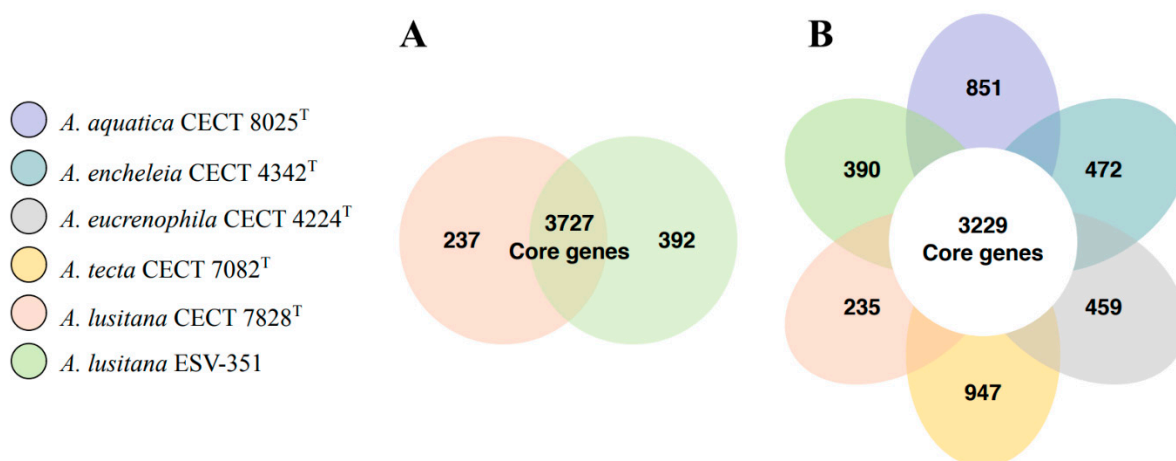 A
B
A. aquatica CECT 8025ᵀ
A. encheleia CECT 4342ᵀ
A. eucrenophila CECT 4224ᵀ
A. tecta CECT 7082ᵀ
A. lusitana CECT 7828ᵀ
A. lusitana ESV-351
237
3727
Core genes
392
851
390
472
3229
Core genes
235
459
947